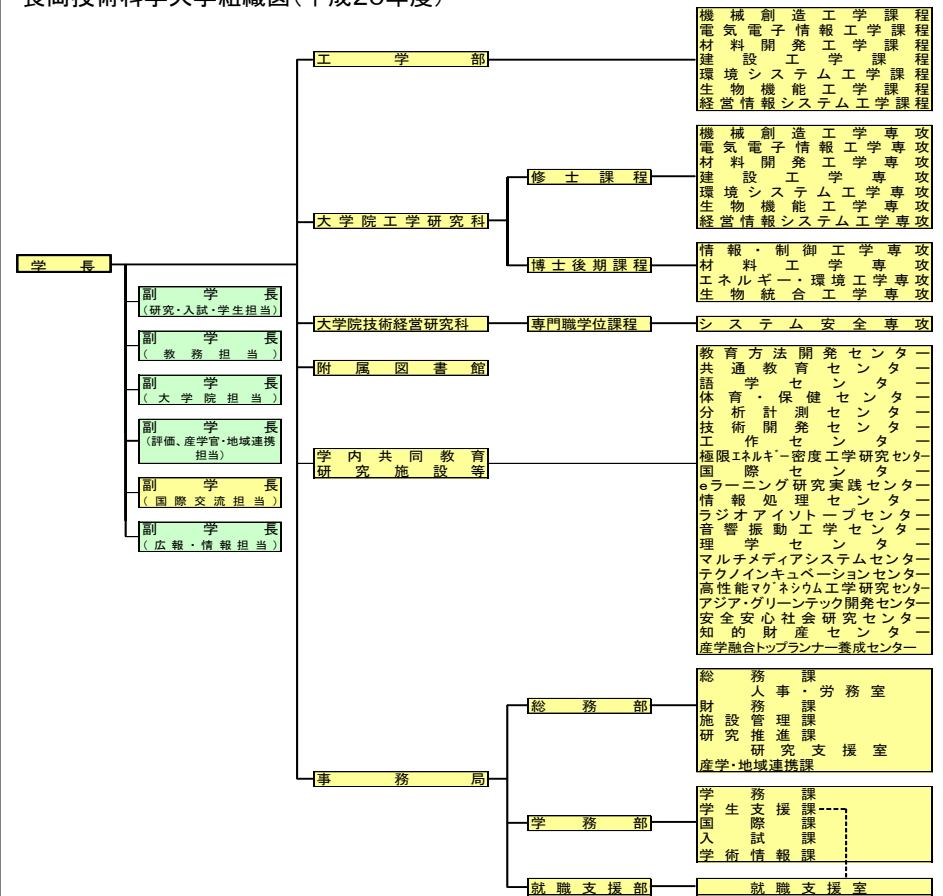 長岡技術科学大学組織図(平成25年度)
学長
副学長
(研究・入試・学生担当)
副学長
(教務担当)
副学長
(大学院担当)
副学長
(評価、産学官・地域連携
担当)
副学長
(国際交流担当)
副学長
(広報・情報担当)
工学部
機械創造工学課程
電気電子情報工学課程
材料開発工学課程
建設工学課程
環境システム工学課程
生物機能工学課程
経営情報システム工学課程
大学院工学研究科
修士課程
機械創造工学専攻
電気電子情報工学専攻
材料開発工学専攻
建設工学専攻
環境システム工学専攻
生物機能工学専攻
経営情報システム工学専攻
博士後期課程
情報・制御工学専攻
材料工学専攻
エネルギー・環境工学専攻
生物統合工学専攻
大学院技術経営研究科
専門職学位課程
システム安全専攻
附属図書館
学内共同教育
研究施設等
教育方法開発センター
共通教育センター
語学センター
体育・保健センター
分析計測センター
技術開発センター
工作センター
極限エネルギー密度工学研究センター
国際センター
eラーニング研究実践センター
情報処理センター
ラジオアイソトープセンター
音響振動工学センター
理学センター
マルチメディアシステムセンター
テクノインキュベーションセンター
高性能マグネシウム工学研究センター
アジア・グリーンテック開発センター
安全安心社会研究センター
知的財産センター
産学融合トップランナー養成センター
事務局
総務部
総務課
人事・労務室
財務課
施設管理課
研究推進課
研究支援室
産学・地域連携課
学務部
学務課
学生支援課
国際課
入試課
学術情報課
就職支援部
就職支援室